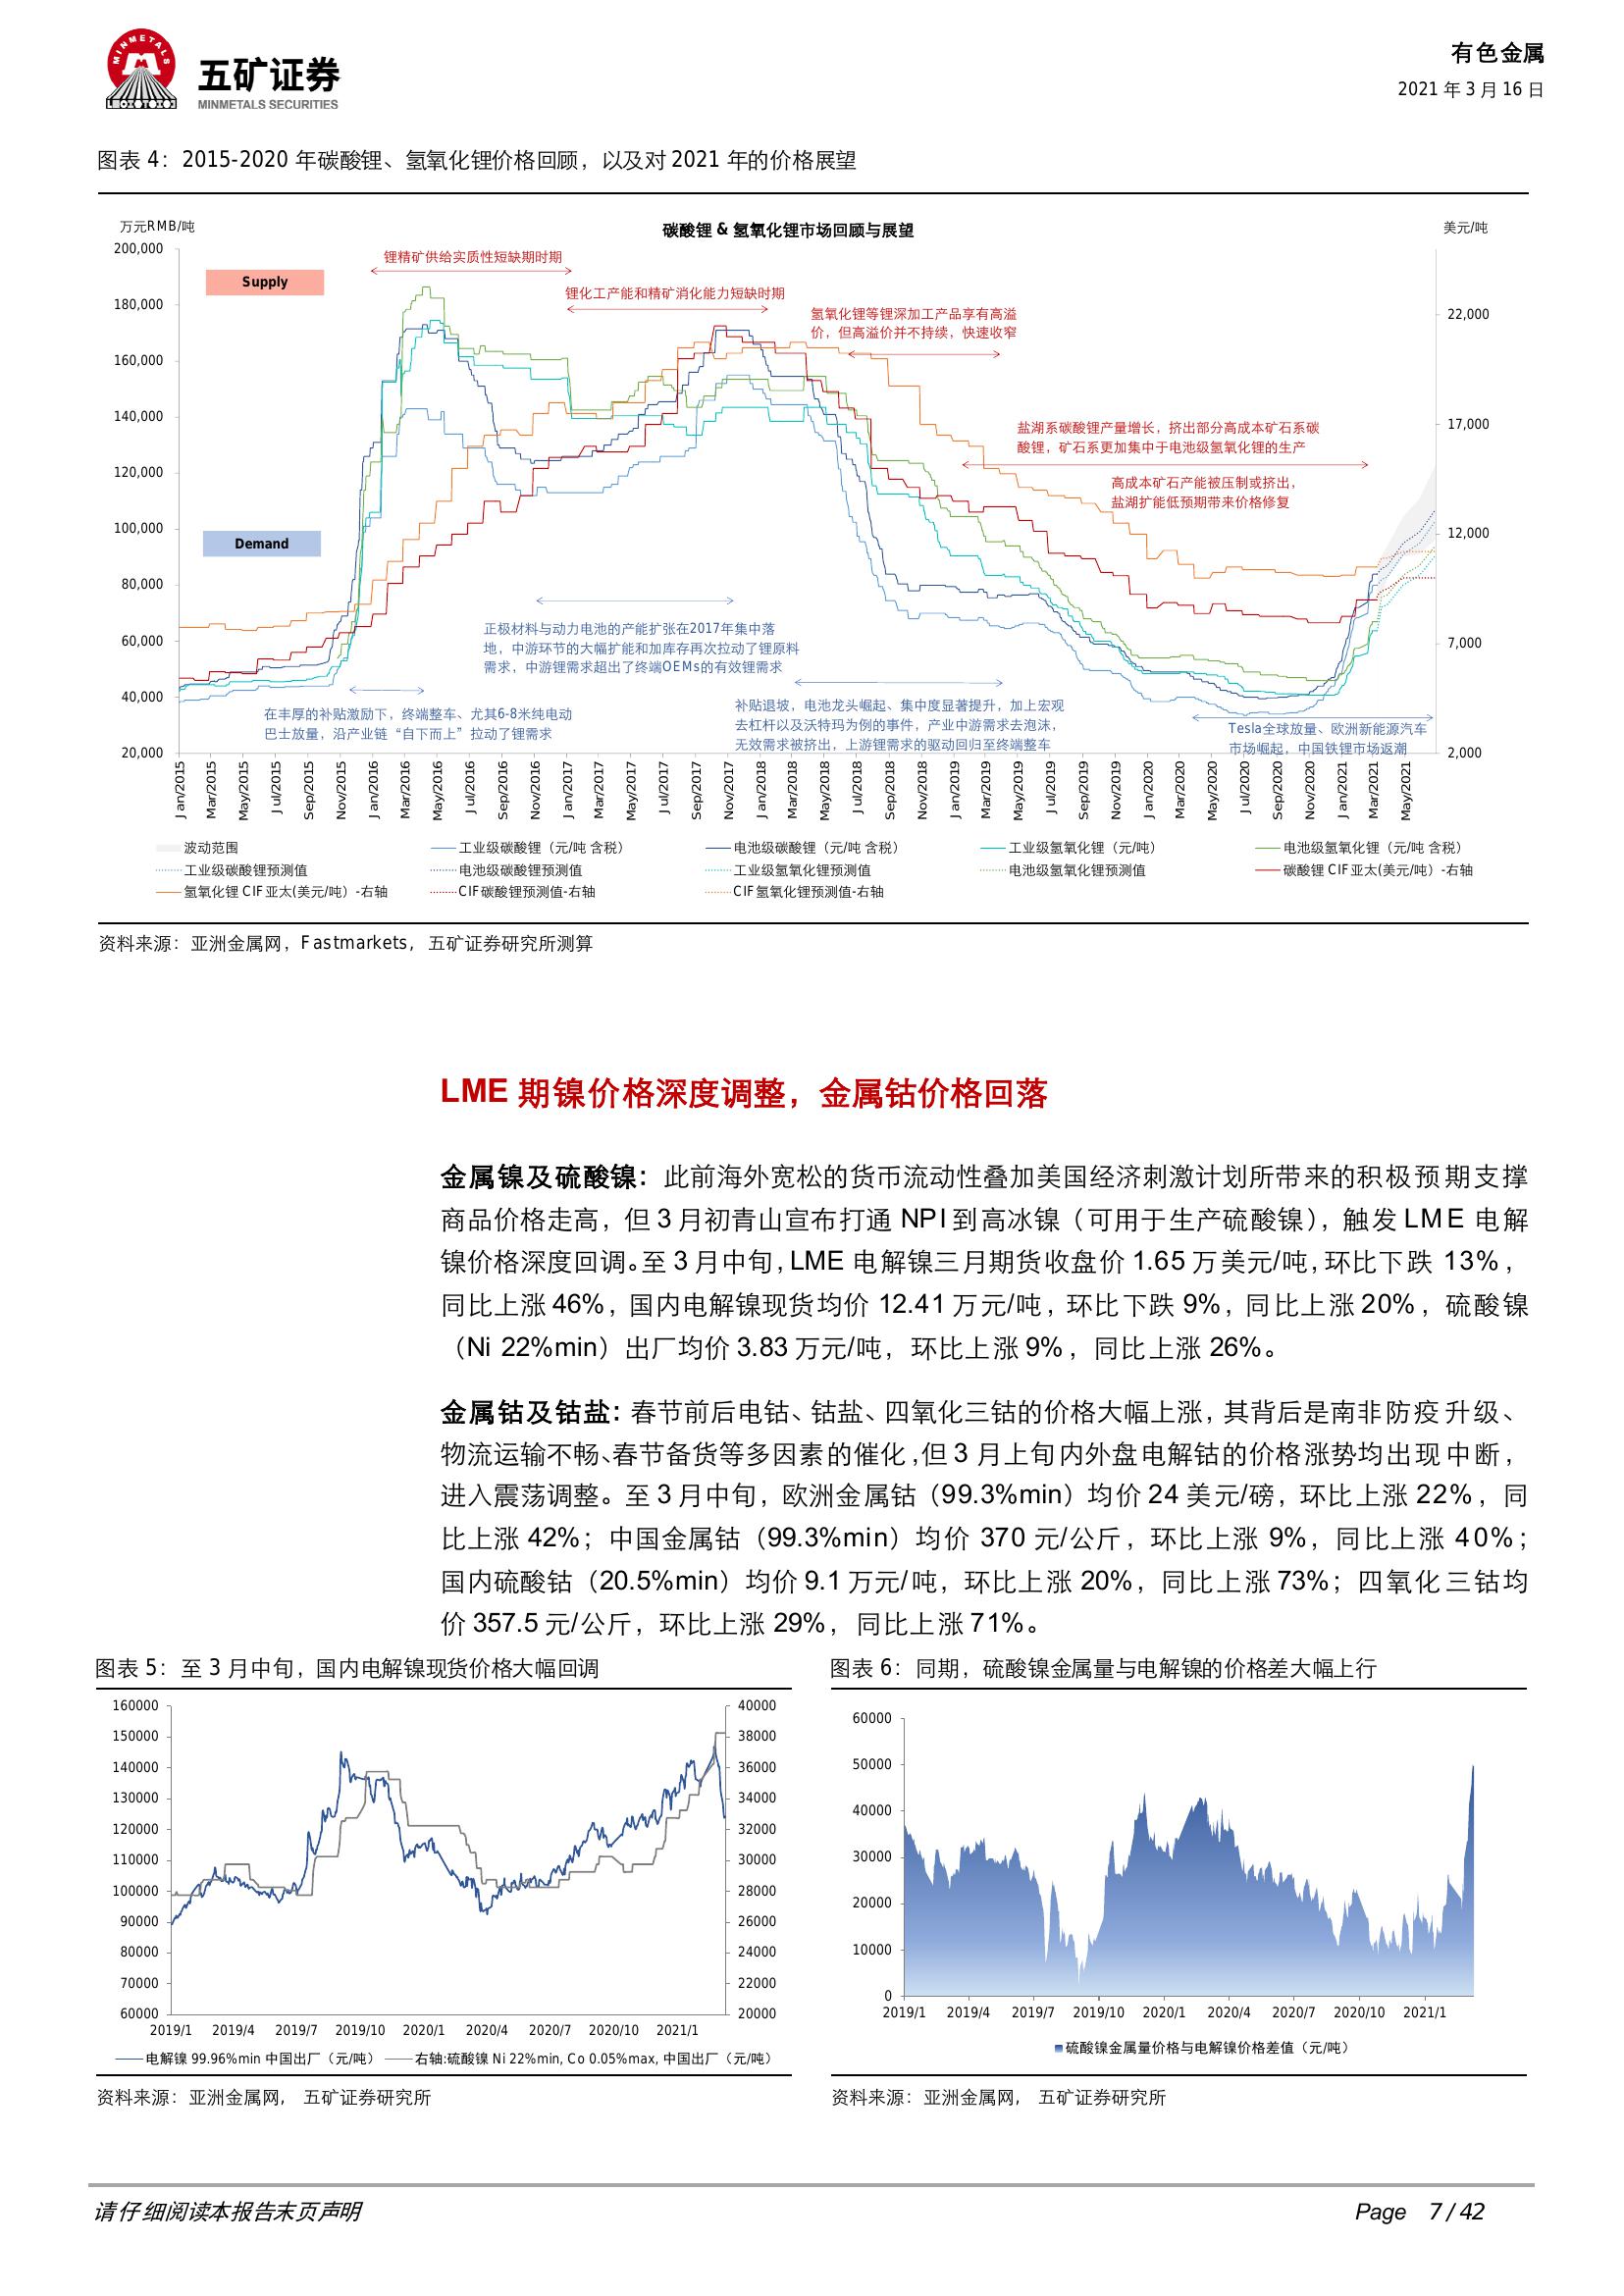 MINMETALS
五矿证券
MINMETALS SECURITIES
有色金属
2021 年 3 月 16 日
图表 4：2015-2020 年碳酸锂、氢氧化锂价格回顾，以及对 2021 年的价格展望
万元RMB/吨
碳酸锂 & 氢氧化锂市场回顾与展望
美元/吨
200,000
180,000
160,000
140,000
120,000
100,000
80,000
60,000
40,000
20,000
22,000
17,000
12,000
7,000
2,000
Supply
Demand
锂精矿供给实质性短缺期时期
锂化工产能和精矿消化能力短缺时期
氢氧化锂等锂深加工产品享有高溢
价，但高溢价并不持续，快速收窄
盐湖系碳酸锂产量增长，挤出部分高成本矿石系碳
酸锂，矿石系更加集中于电池级氢氧化锂的生产
高成本矿石产能被压制或挤出，
盐湖扩能低预期带来价格修复
正极材料与动力电池的产能扩张在2017年集中落
地，中游环节的大幅扩能和加库存再次拉动了锂原料
需求，中游锂需求超出了终端OEMs的有效锂需求
在丰厚的补贴激励下，终端整车、尤其6-8米纯电动
巴士放量，沿产业链“自下而上”拉动了锂需求
补贴退坡，电池龙头崛起、集中度显著提升，加上宏观
去杠杆以及沃特玛为例的事件，产业中游需求去泡沫，
无效需求被挤出，上游锂需求的驱动回归至终端整车
Tesla全球放量、欧洲新能源汽车
市场崛起，中国铁锂市场返潮
Jan/2015 Mar/2015 May/2015 Jul/2015 Sep/2015 Nov/2015 Jan/2016 Mar/2016 May/2016 Jul/2016 Sep/2016 Nov/2016 Jan/2017 Mar/2017 May/2017 Jul/2017 Sep/2017 Nov/2017 Jan/2018 Mar/2018 May/2018 Jul/2018 Sep/2018 Nov/2018 Jan/2019 Mar/2019 May/2019 Jul/2019 Sep/2019 Nov/2019 Jan/2020 Mar/2020 May/2020 Jul/2020 Sep/2020 Nov/2020 Jan/2021 Mar/2021 May/2021
波动范围 工业级碳酸锂（元/吨 含税） 电池级碳酸锂（元/吨 含税） 工业级氢氧化锂（元/吨） 电池级氢氧化锂（元/吨 含税）
工业级碳酸锂预测值 电池级碳酸锂预测值 工业级氢氧化锂预测值 电池级氢氧化锂预测值 碳酸锂 CIF 亚太(美元/吨）-右轴
氢氧化锂 CIF 亚太(美元/吨）-右轴 CIF碳酸锂预测值-右轴 CIF氢氧化锂预测值-右轴
资料来源：亚洲金属网，Fastmarkets，五矿证券研究所测算
LME 期镍价格深度调整，金属钴价格回落
金属镍及硫酸镍：此前海外宽松的货币流动性叠加美国经济刺激计划所带来的积极预期支撑
商品价格走高，但 3 月初青山宣布打通 NPI 到高冰镍（可用于生产硫酸镍），触发 LME 电解
镍价格深度回调。至 3 月中旬，LME 电解镍三月期货收盘价 1.65 万美元/吨，环比下跌 13%，
同比上涨 46%，国内电解镍现货均价 12.41 万元/吨，环比下跌 9%，同比上涨 20%，硫酸镍
（Ni 22%min）出厂均价 3.83 万元/吨，环比上涨 9%，同比上涨 26%。
金属钴及钴盐：春节前后电钴、钴盐、四氧化三钴的价格大幅上涨，其背后是南非防疫升级、
物流运输不畅、春节备货等多因素的催化，但 3 月上旬内外盘电解钴的价格涨势均出现中断，
进入震荡调整。至 3 月中旬，欧洲金属钴（99.3%min）均价 24 美元/磅，环比上涨 22%，同
比上涨 42%；中国金属钴（99.3%min）均价 370 元/公斤，环比上涨 9%，同比上涨 40%；
国内硫酸钴（20.5%min）均价 9.1 万元/吨，环比上涨 20%，同比上涨 73%；四氧化三钴均
价 357.5 元/公斤，环比上涨 29%，同比上涨 71%。
图表 5：至 3 月中旬，国内电解镍现货价格大幅回调
160000
150000
140000
130000
120000
110000
100000
90000
80000
70000
60000
40000
38000
36000
34000
32000
30000
28000
26000
24000
22000
20000
2019/1 2019/4 2019/7 2019/10 2020/1 2020/4 2020/7 2020/10 2021/1
电解镍 99.96%min 中国出厂（元/吨） 右轴:硫酸镍 Ni 22%min, Co 0.05%max, 中国出厂（元/吨）
资料来源：亚洲金属网， 五矿证券研究所
图表 6：同期，硫酸镍金属量与电解镍的价格差大幅上行
60000
50000
40000
30000
20000
10000
0
2019/1 2019/4 2019/7 2019/10 2020/1 2020/4 2020/7 2020/10 2021/1
硫酸镍金属量价格与电解镍价格差值（元/吨）
资料来源：亚洲金属网， 五矿证券研究所
请仔细阅读本报告末页声明
Page 7 / 42